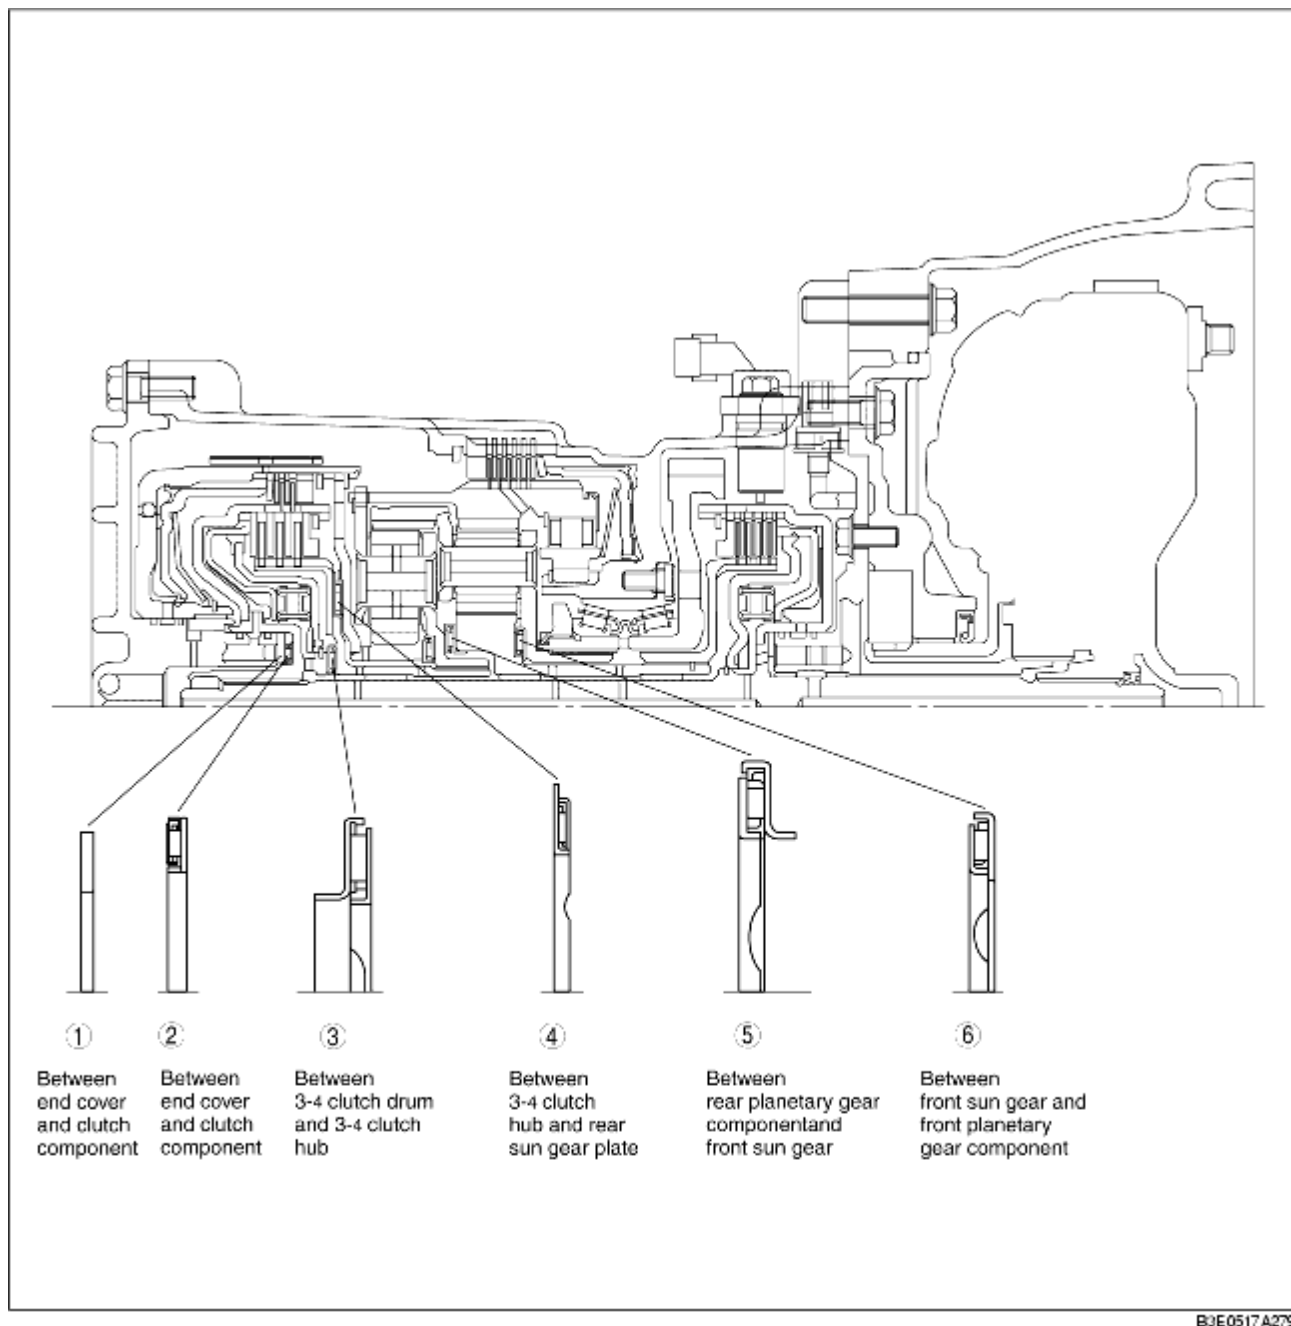 ①
②
③
④
⑤
⑥
Between
end cover
and clutch
component
Between
end cover
and clutch
component
Between
3-4 clutch drum
and 3-4 clutch
hub
Between
3-4 clutch
hub and rear
sun gear plate
Between
rear planetary gear
componentand
front sun gear
Between
front sun gear and
front planetary
gear component
B3E0517A279